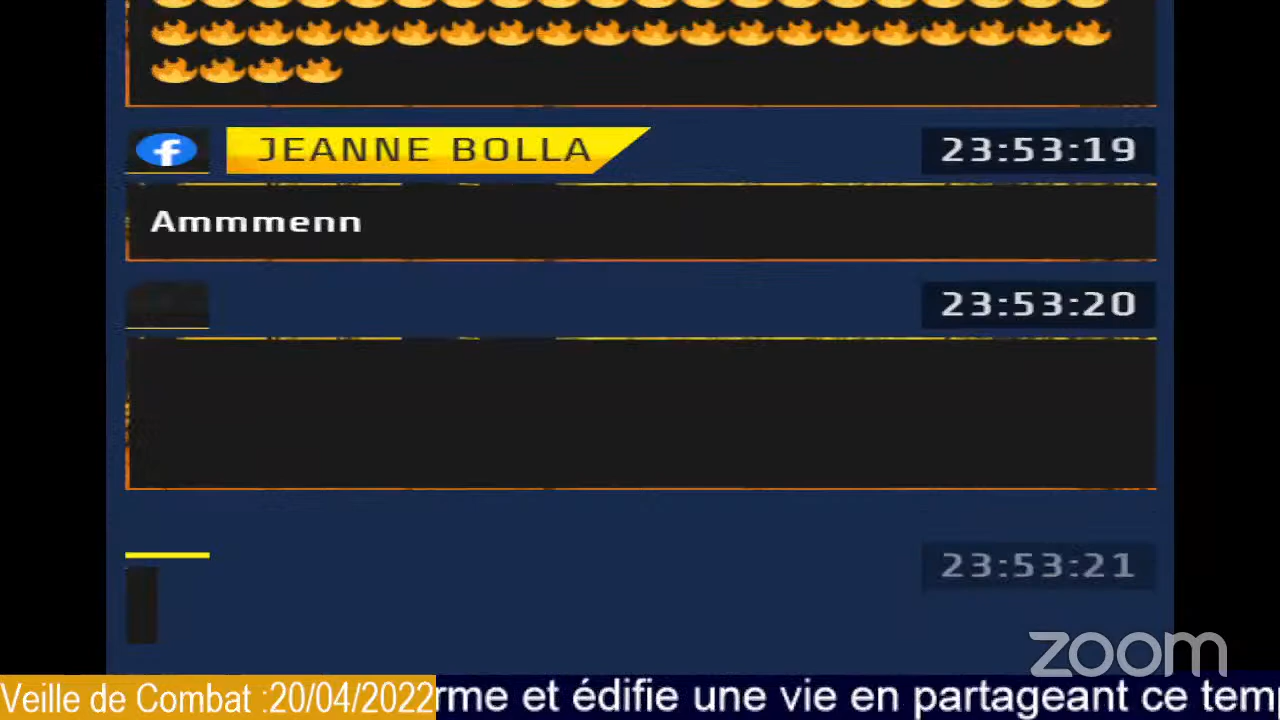 JEANNE BOLLA 23:53:19
Ammmenn
23:53:20
23:53:21
zoom
Veille de Combat :20/04/2022 rme et édifie une vie en partageant ce temp